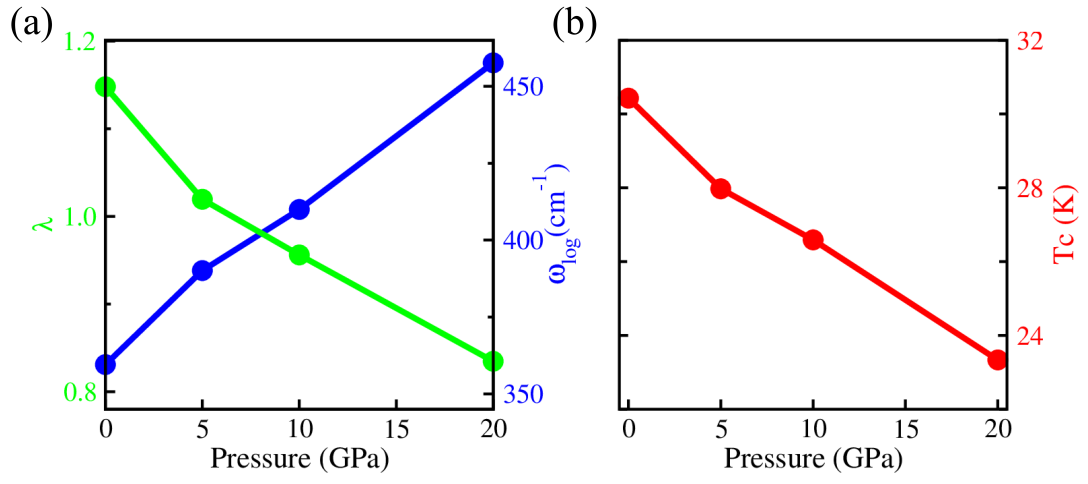 (a)
1.2
1.0
0.8
λ
450
400
350
ω_log(cm^-1)
0 5 10 15 20
Pressure (GPa)
(b)
32
28
24
Tc (K)
0 5 10 15 20
Pressure (GPa)